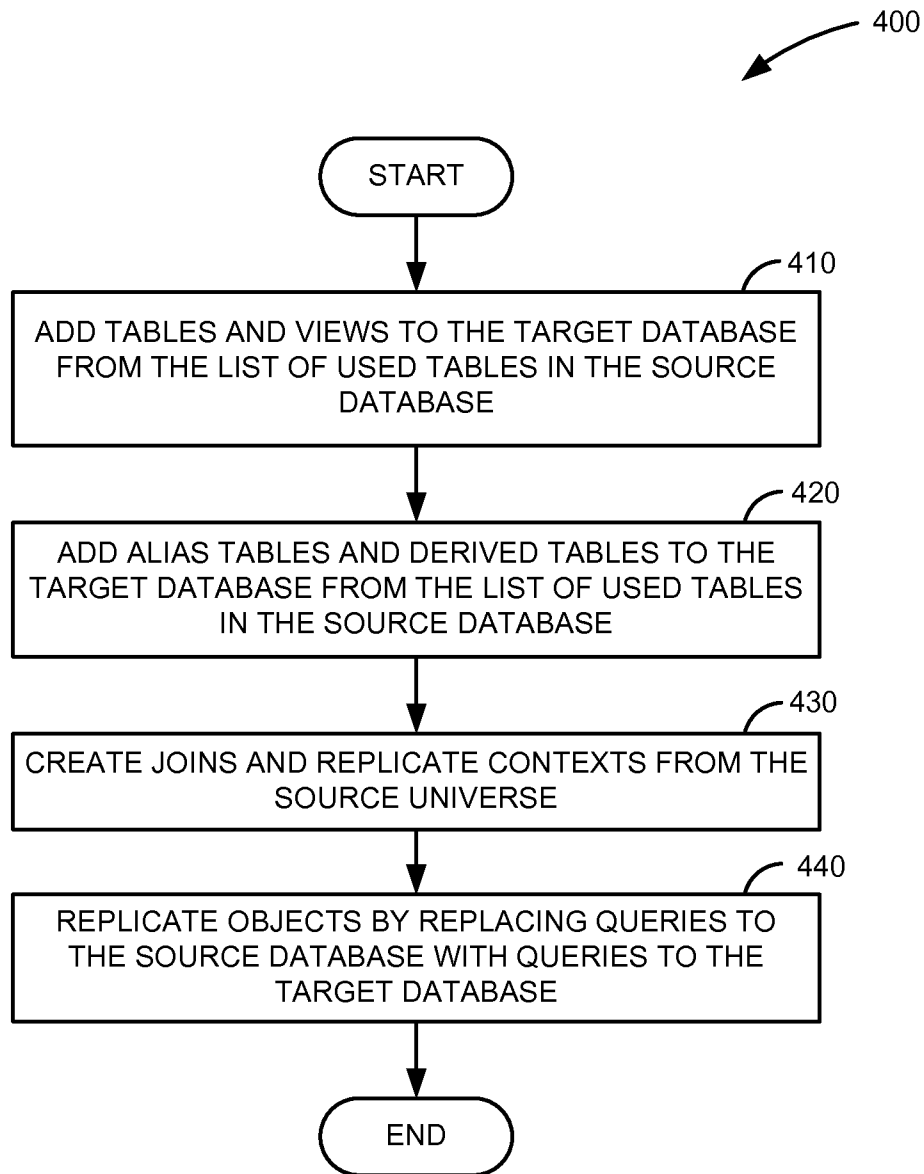 400
START
410
ADD TABLES AND VIEWS TO THE TARGET DATABASE
FROM THE LIST OF USED TABLES IN THE SOURCE
DATABASE
420
ADD ALIAS TABLES AND DERIVED TABLES TO THE
TARGET DATABASE FROM THE LIST OF USED TABLES
IN THE SOURCE DATABASE
430
CREATE JOINS AND REPLICATE CONTEXTS FROM THE
SOURCE UNIVERSE
440
REPLICATE OBJECTS BY REPLACING QUERIES TO
THE SOURCE DATABASE WITH QUERIES TO THE
TARGET DATABASE
END